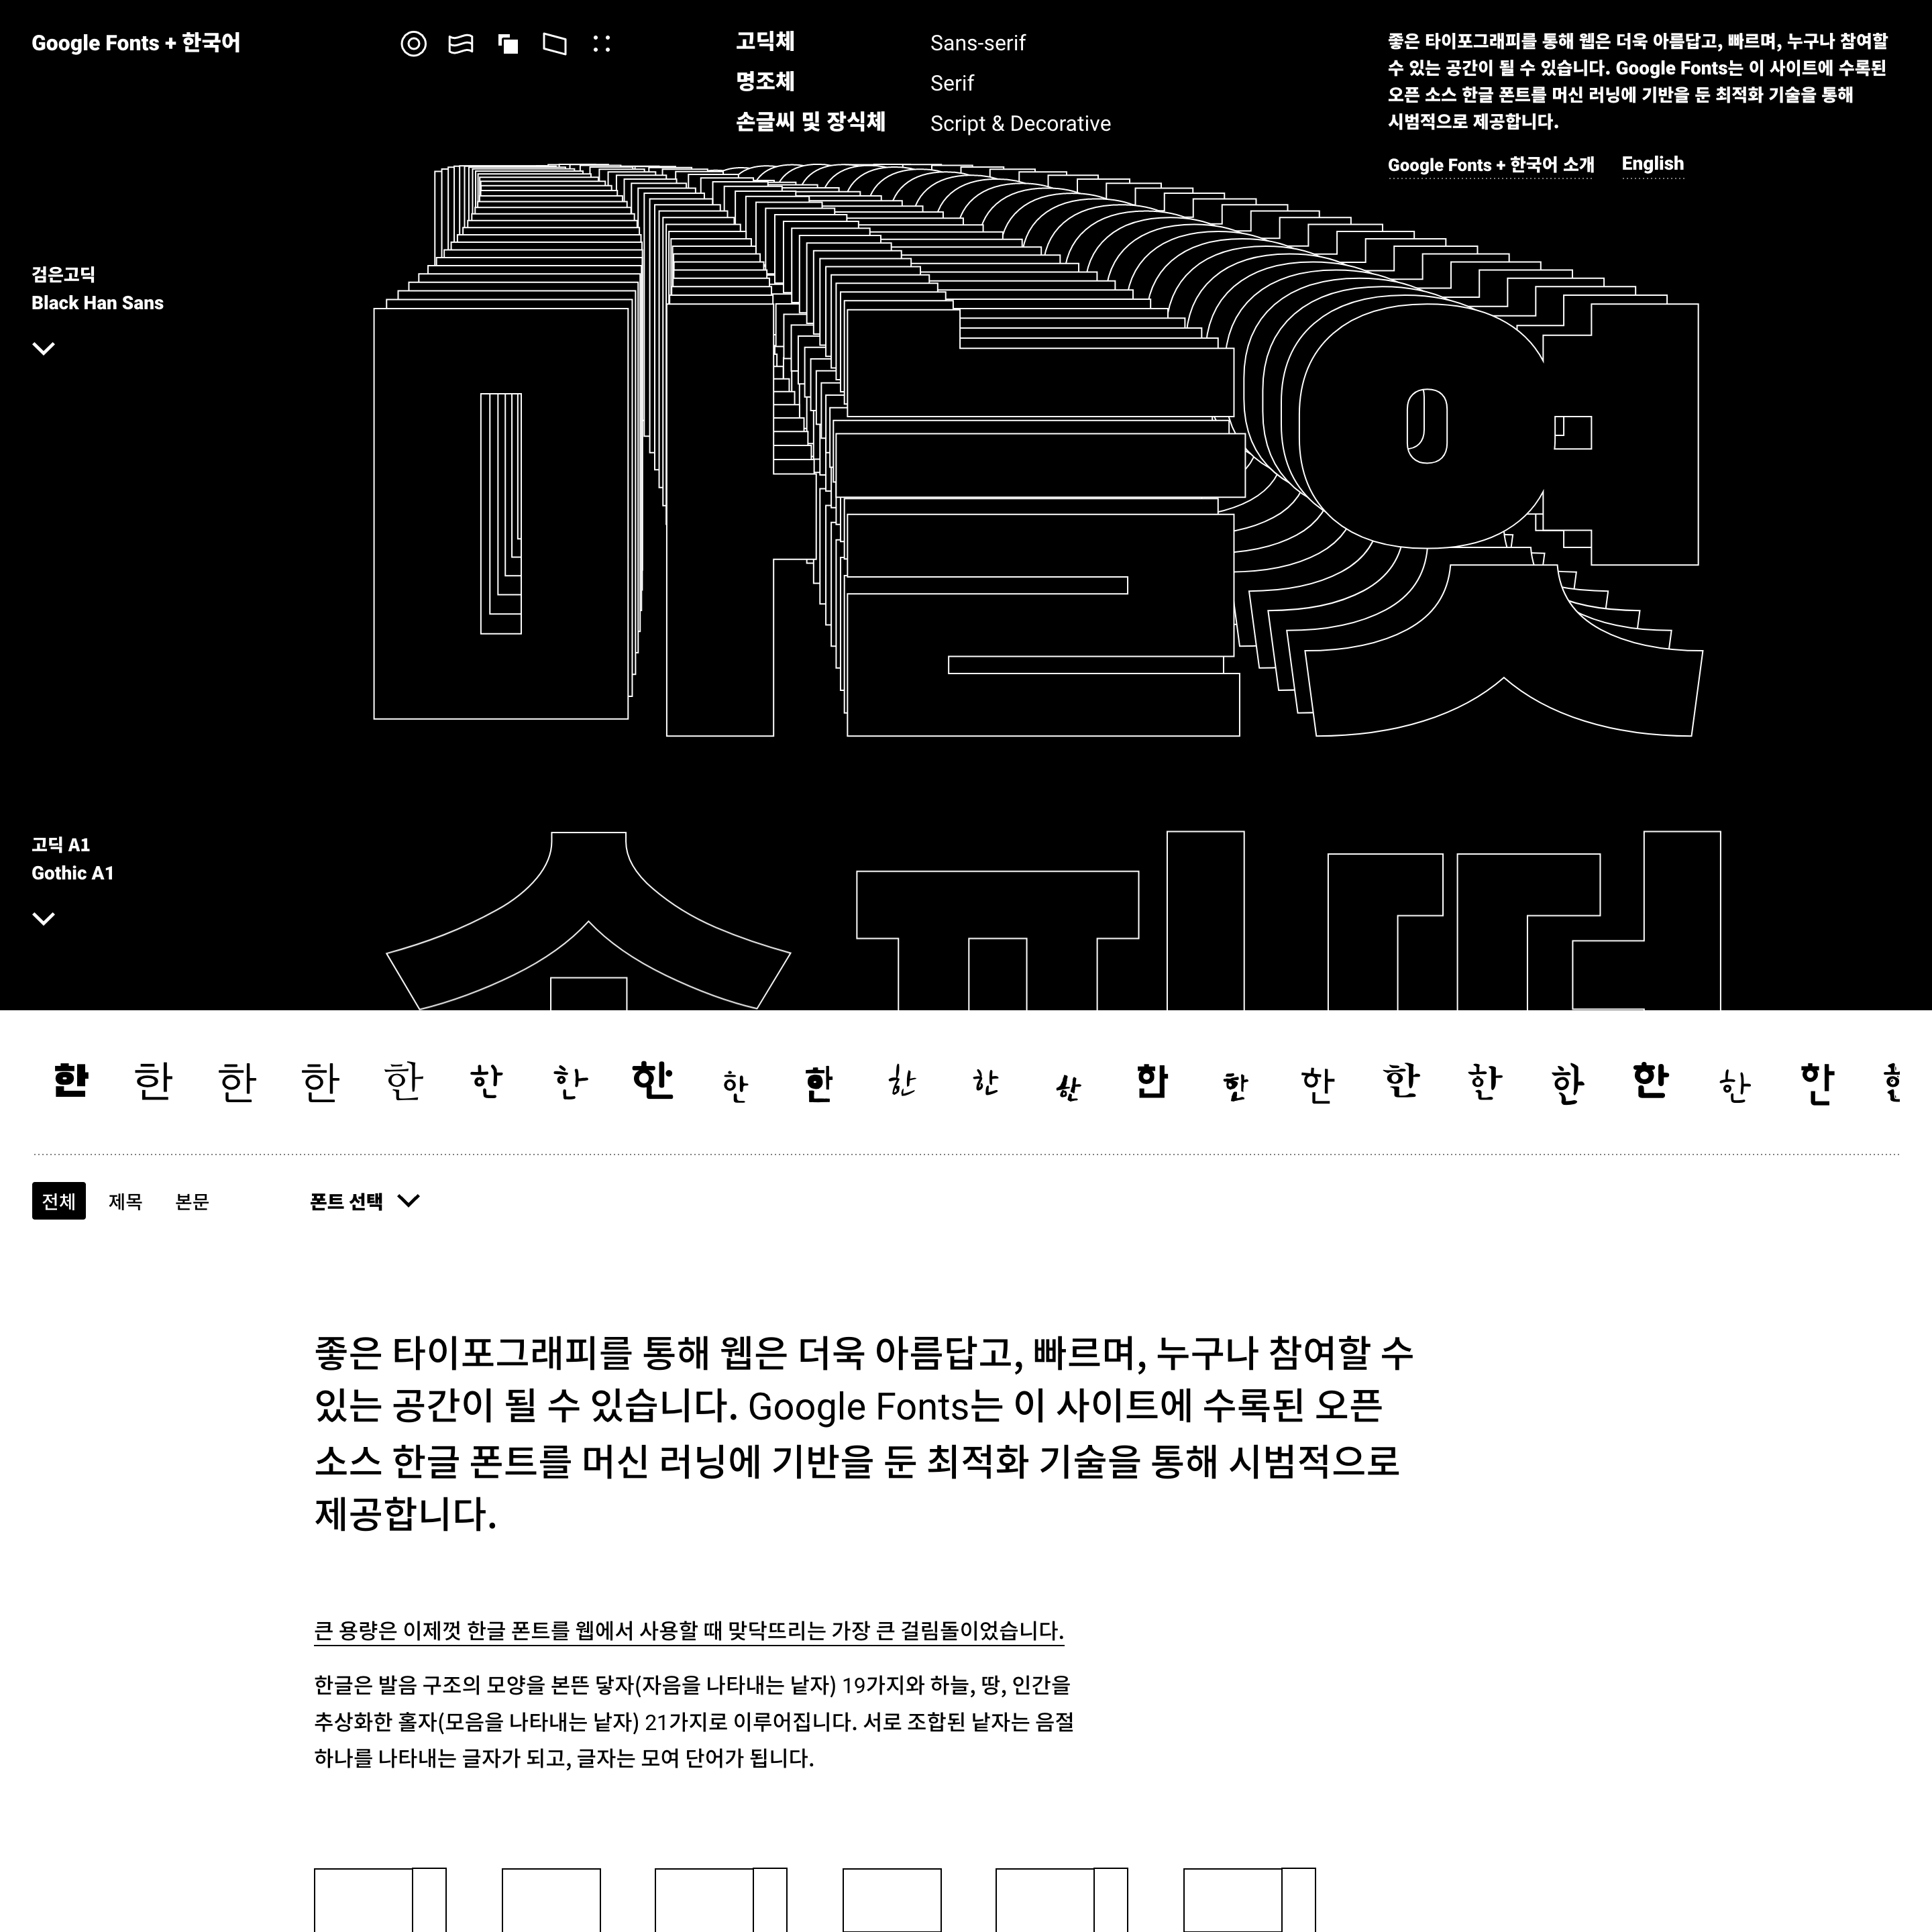 Google Fonts + 한국어
고딕체 Sans-serif
명조체 Serif
손글씨 및 장식체 Script & Decorative
좋은 타이포그래피를 통해 웹은 더욱 아름답고, 빠르며, 누구나 참여할
수 있는 공간이 될 수 있습니다. Google Fonts는 이 사이트에 수록된
오픈 소스 한글 폰트를 머신 러닝에 기반을 둔 최적화 기술을 통해
시범적으로 제공합니다.
Google Fonts + 한국어 소개 English
검은고딕
Black Han Sans
마를엿
고딕 A1
Gothic A1
한 한 한 한 한 한 한 한 한 한 한 한 한 한 한 한 한 한 한 한 한 한
전체 제목 본문 폰트 선택
좋은 타이포그래피를 통해 웹은 더욱 아름답고, 빠르며, 누구나 참여할 수
있는 공간이 될 수 있습니다. Google Fonts는 이 사이트에 수록된 오픈
소스 한글 폰트를 머신 러닝에 기반을 둔 최적화 기술을 통해 시범적으로
제공합니다.
큰 용량은 이제껏 한글 폰트를 웹에서 사용할 때 맞닥뜨리는 가장 큰 걸림돌이었습니다.
한글은 발음 구조의 모양을 본뜬 닿자(자음을 나타내는 낱자) 19가지와 하늘, 땅, 인간을
추상화한 홀자(모음을 나타내는 낱자) 21가지로 이루어집니다. 서로 조합된 낱자는 음절
하나를 나타내는 글자가 되고, 글자는 모여 단어가 됩니다.